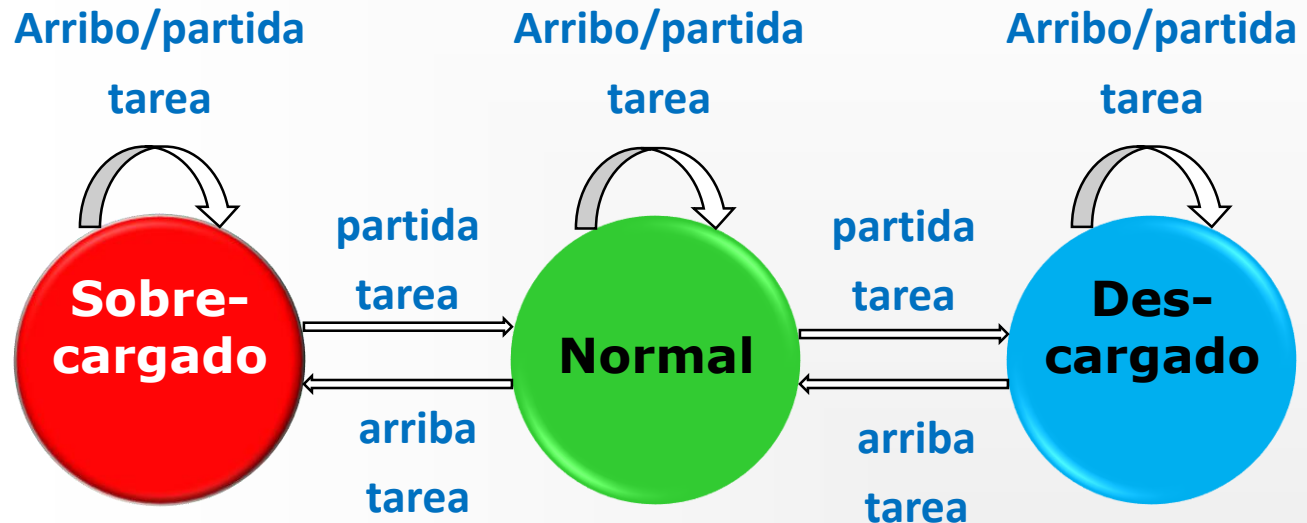 Arribo/partida
tarea
Arribo/partida
tarea
Arribo/partida
tarea
partida
tarea
partida
tarea
Sobre-
cargado
Normal
Des-
cargado
arriba
tarea
arriba
tarea